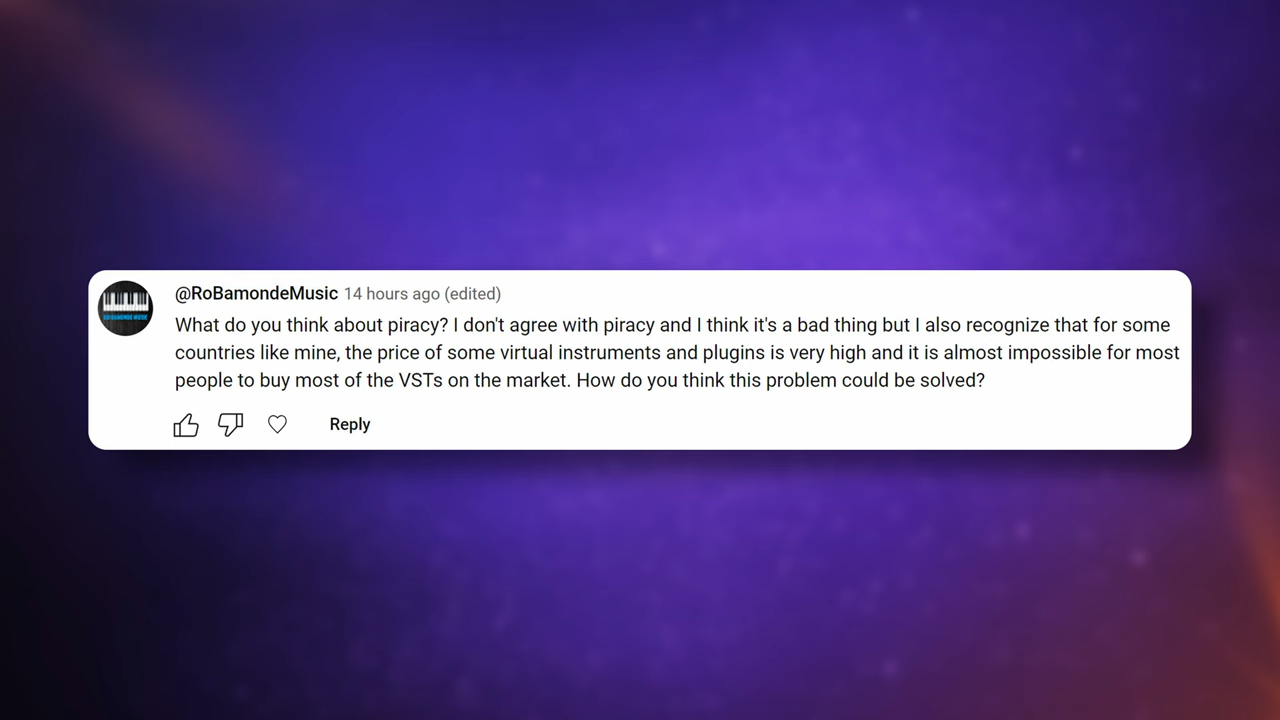 @RoBamondeMusic 14 hours ago (edited)
What do you think about piracy? I don't agree with piracy and I think it's a bad thing but I also recognize that for some
countries like mine, the price of some virtual instruments and plugins is very high and it is almost impossible for most
people to buy most of the VSTs on the market. How do you think this problem could be solved?
Reply